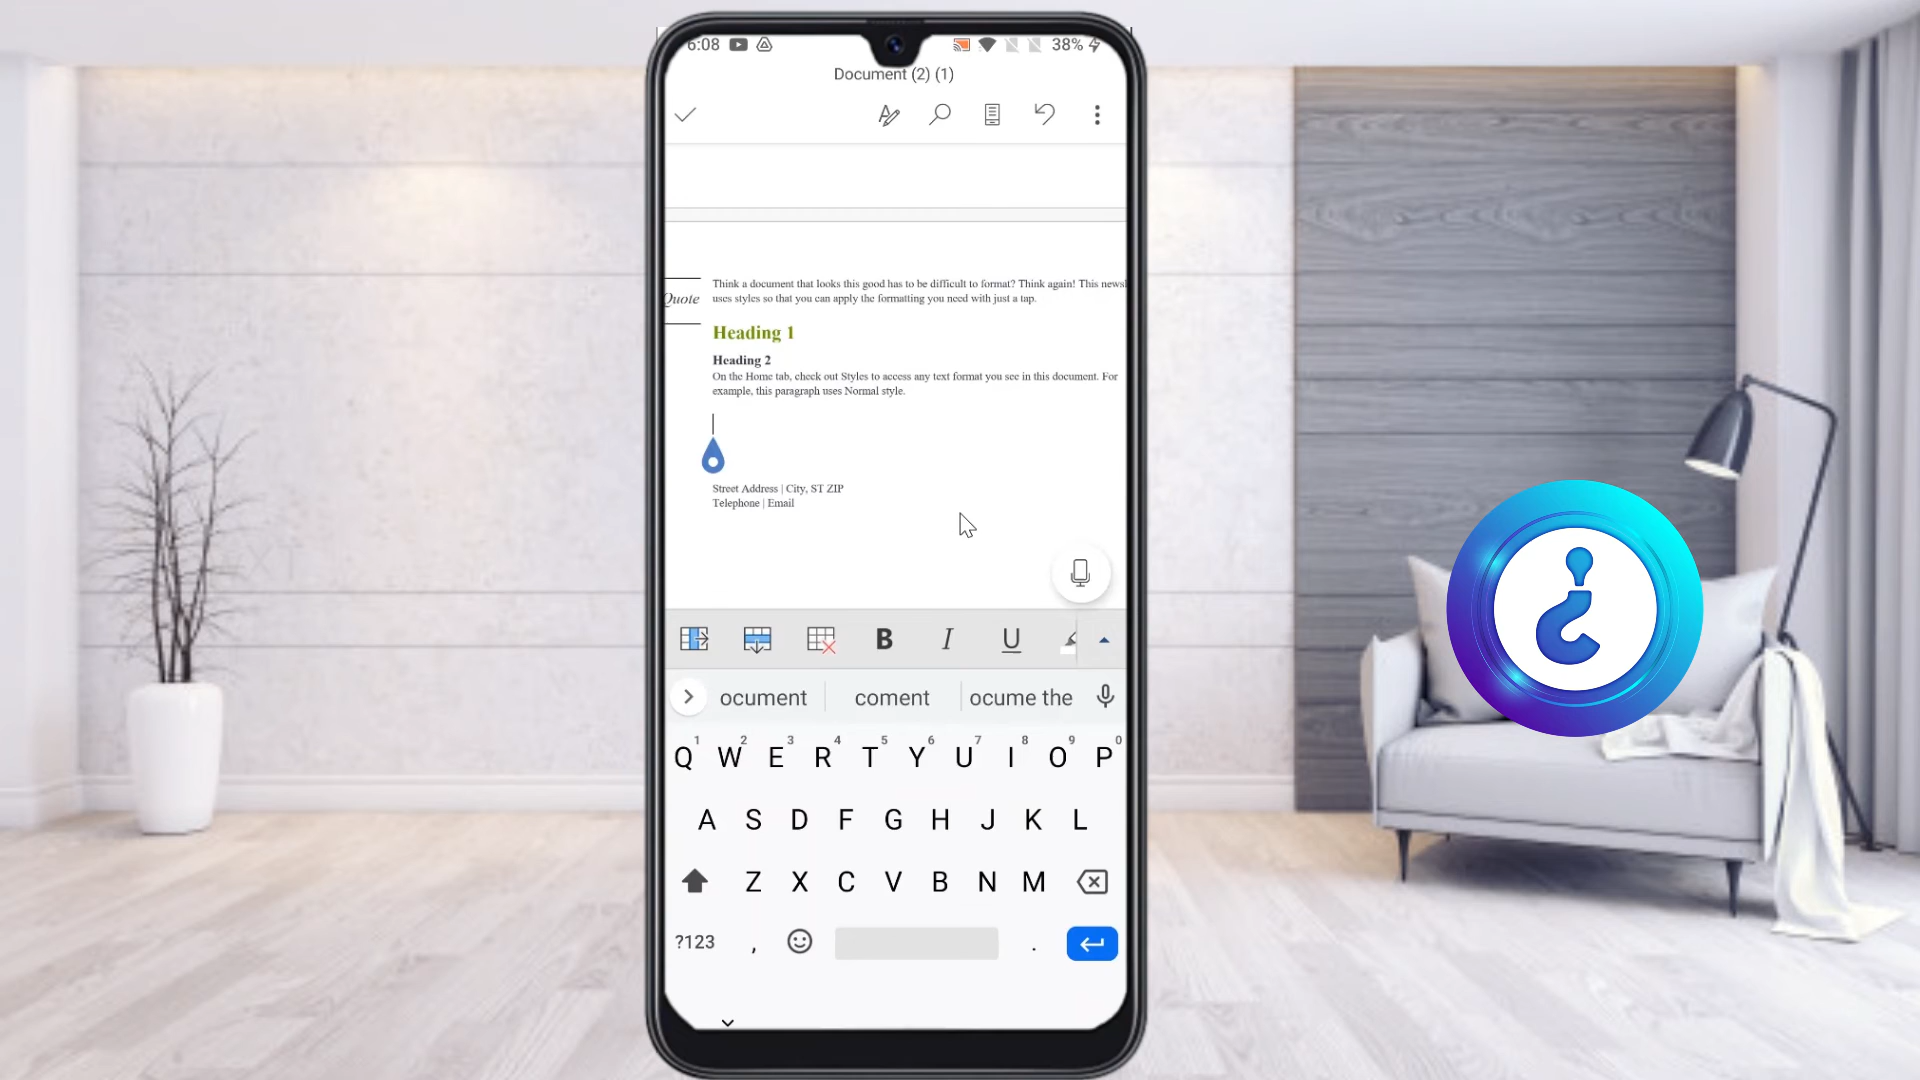 6:08 38%
Document (2) (1)
Think a document that looks this good has to be difficult to format? Think again! This newsl
Quote
uses styles so that you can apply the formatting you need with just a tap.
Heading 1
Heading 2
On the Home tab, check out Styles to access any text format you see in this document. For
example, this paragraph uses Normal style.
Street Address | City, ST ZIP
Telephone | Email
B I U
ocument coment ocume the
1 2 3 4 5 6 7 8 9 0
Q W E R T Y U I O P
A S D F G H J K L
Z X C V B N M
?123 , .